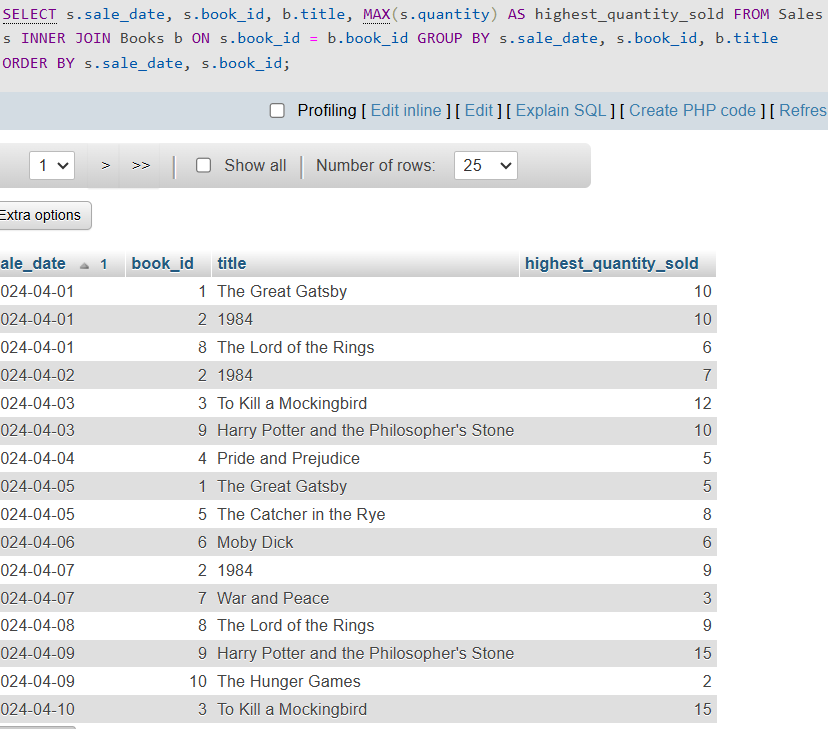 SELECT s.sale_date, s.book_id, b.title, MAX(s.quantity) AS highest_quantity_sold FROM Sales
s INNER JOIN Books b ON s.book_id = b.book_id GROUP BY s.sale_date, s.book_id, b.title
ORDER BY s.sale_date, s.book_id;
Profiling [ Edit inline ] [ Edit ] [ Explain SQL ] [ Create PHP code ] [ Refres
1 > >> | Show all | Number of rows: 25
Extra options
ale_date 1 book_id title highest_quantity_sold
024-04-01 1 The Great Gatsby 10
024-04-01 2 1984 10
024-04-01 8 The Lord of the Rings 6
024-04-02 2 1984 7
024-04-03 3 To Kill a Mockingbird 12
024-04-03 9 Harry Potter and the Philosopher's Stone 10
024-04-04 4 Pride and Prejudice 5
024-04-05 1 The Great Gatsby 5
024-04-05 5 The Catcher in the Rye 8
024-04-06 6 Moby Dick 6
024-04-07 2 1984 9
024-04-07 7 War and Peace 3
024-04-08 8 The Lord of the Rings 9
024-04-09 9 Harry Potter and the Philosopher's Stone 15
024-04-09 10 The Hunger Games 2
024-04-10 3 To Kill a Mockingbird 15